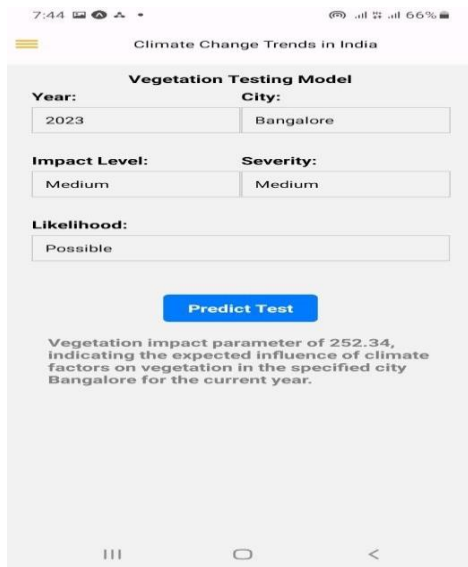 7:44
66%
Climate Change Trends in India
Vegetation Testing Model
Year: City:
2023 Bangalore
Impact Level: Severity:
Medium Medium
Likelihood:
Possible
Predict Test
Vegetation impact parameter of 252.34,
indicating the expected influence of climate
factors on vegetation in the specified city
Bangalore for the current year.